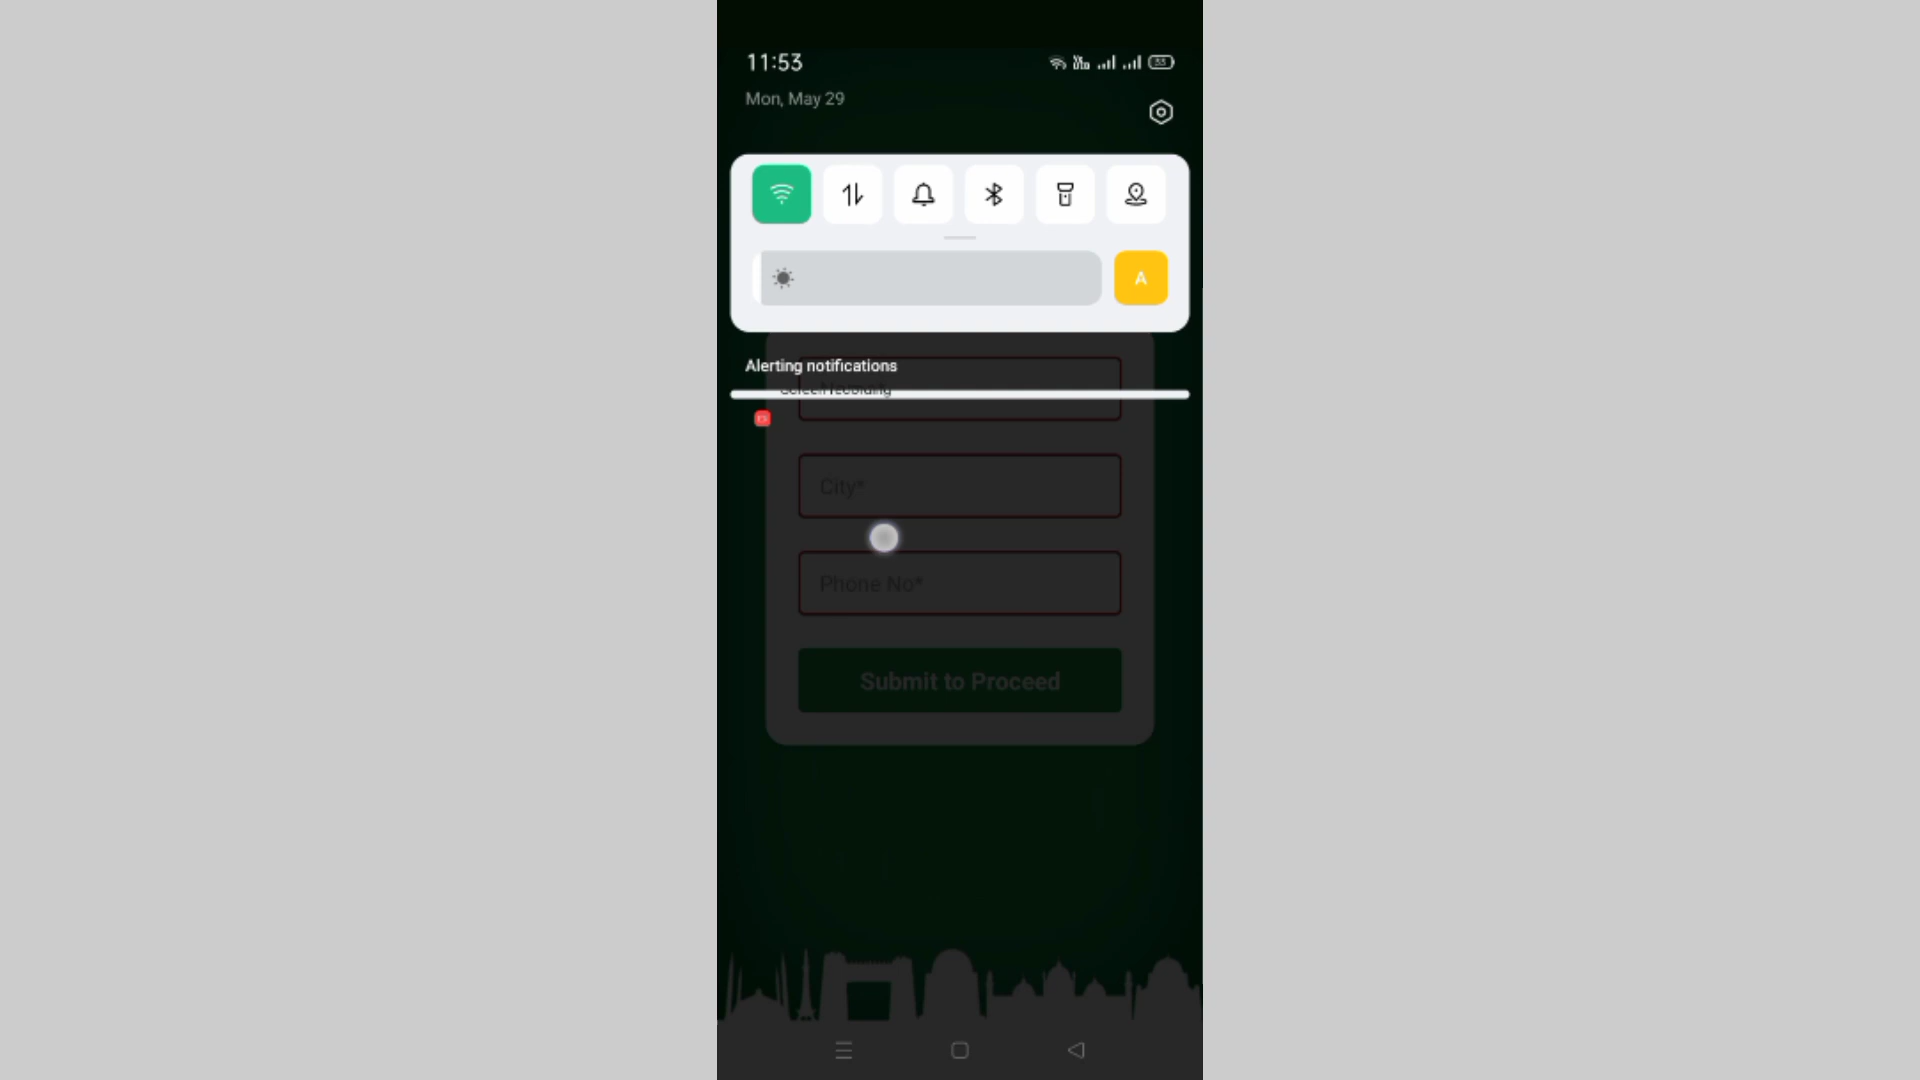 11:53
Mon, May 29
A
Alerting notifications
City*
Phone No*
Submit to Proceed